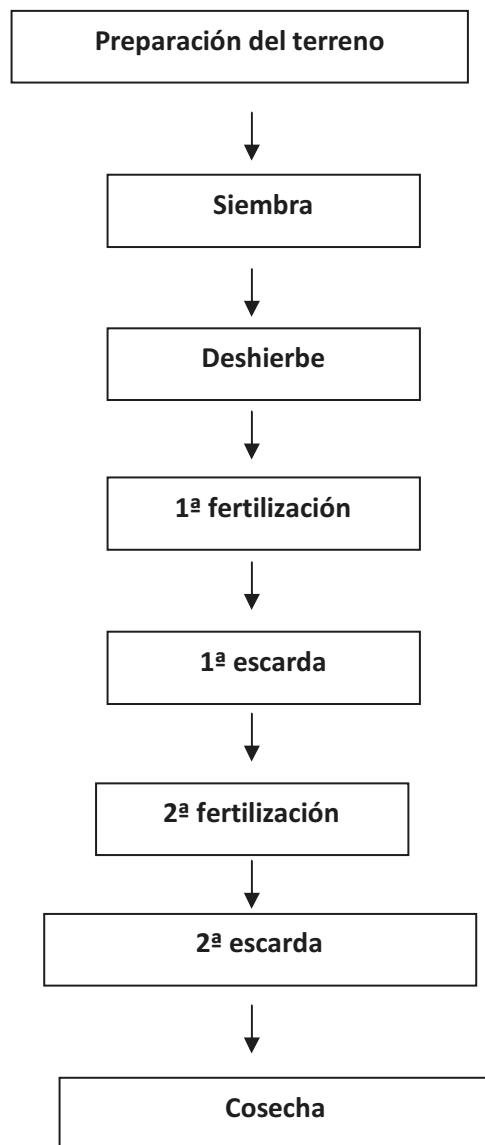 Preparación del terreno
Siembra
Deshierbe
1ª fertilización
1ª escarda
2ª fertilización
2ª escarda
Cosecha